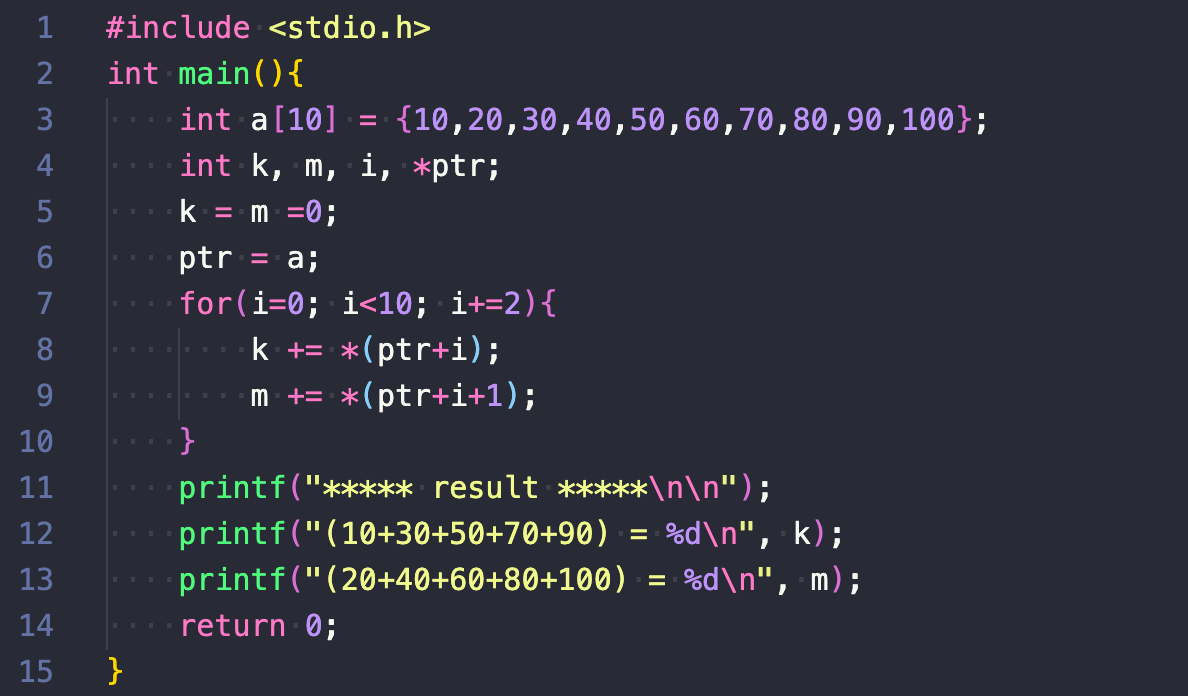 1 #include <stdio.h>
2 int main(){
3     int a[10] = {10,20,30,40,50,60,70,80,90,100};
4     int k, m, i, *ptr;
5     k = m =0;
6     ptr = a;
7     for(i=0; i<10; i+=2){
8         k += *(ptr+i);
9         m += *(ptr+i+1);
10     }
11     printf("***** result *****\n\n");
12     printf("(10+30+50+70+90) = %d\n", k);
13     printf("(20+40+60+80+100) = %d\n", m);
14     return 0;
15 }